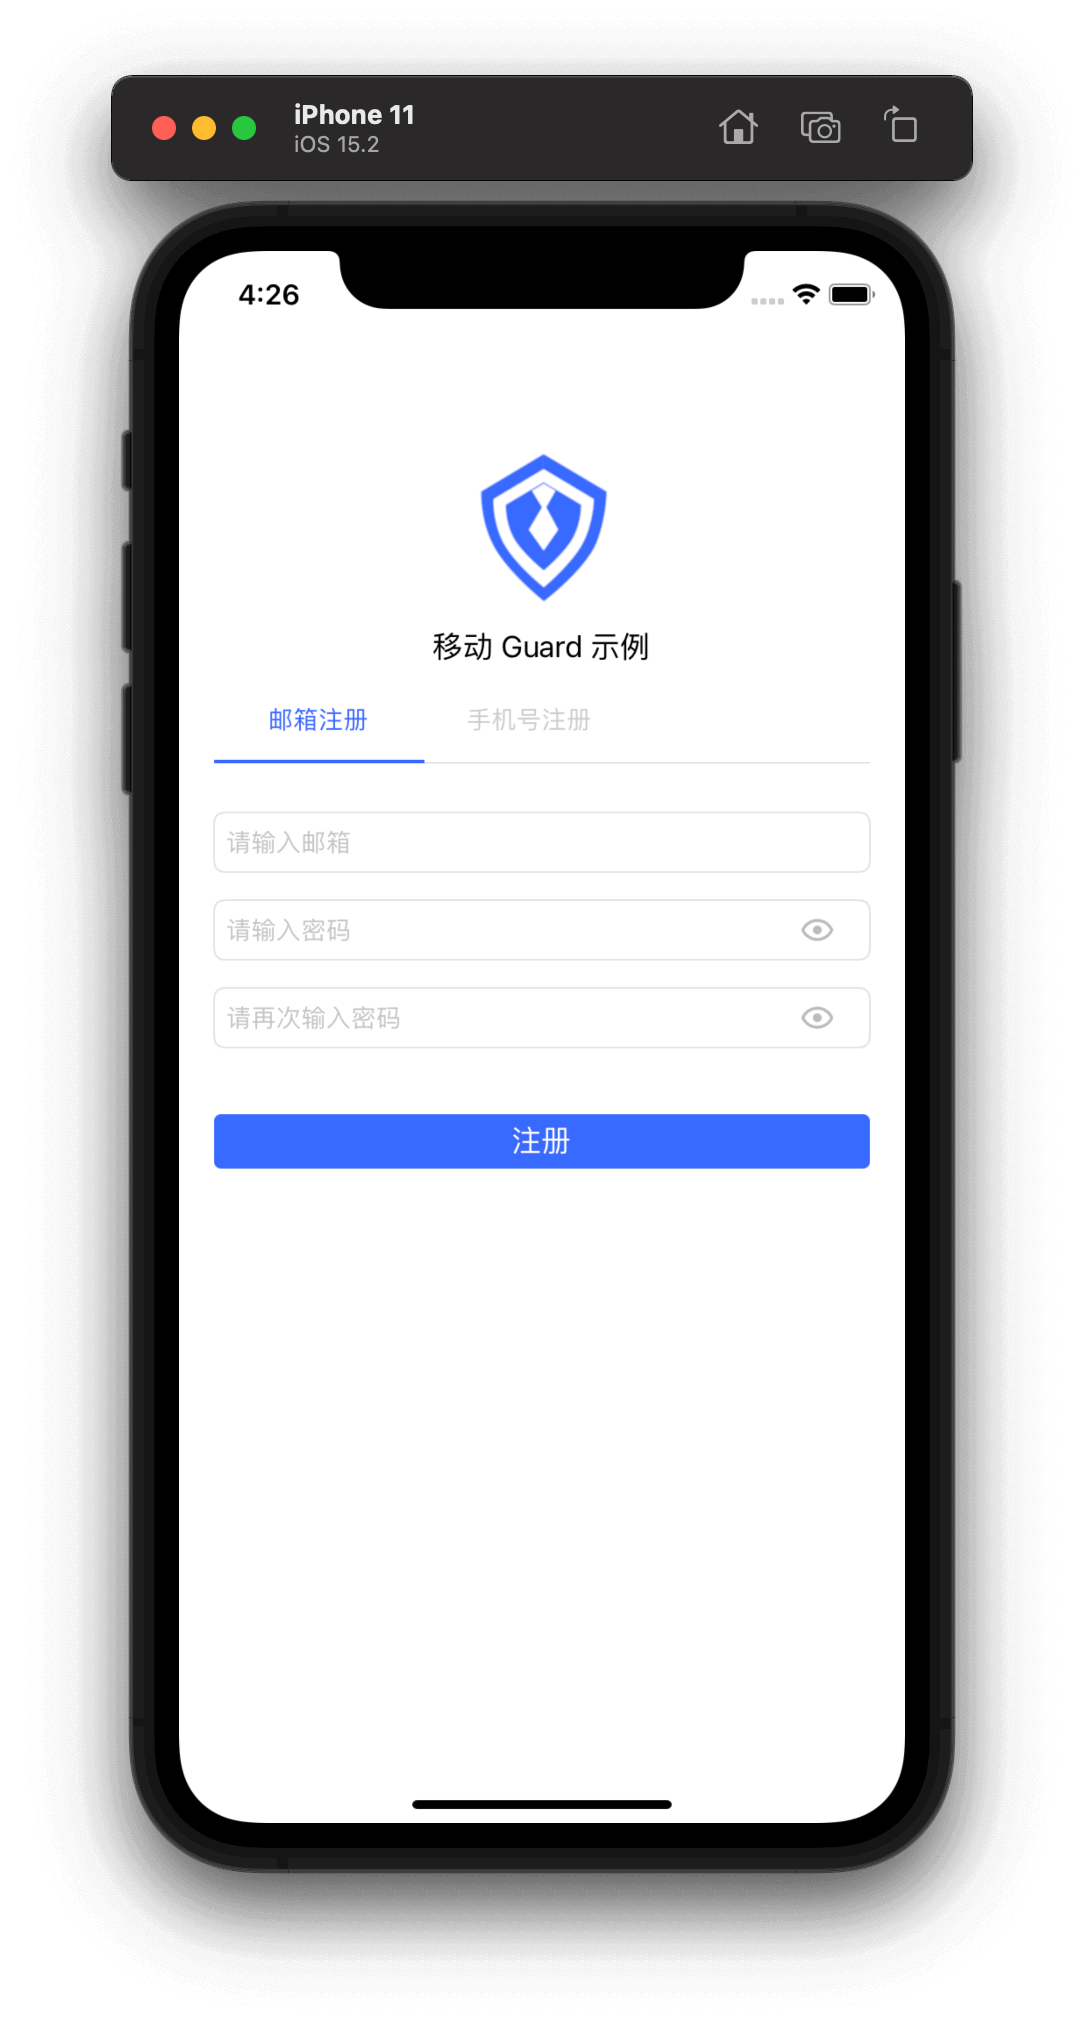 iPhone 11
iOS 15.2
4:26
移动 Guard 示例
邮箱注册 手机号注册
请输入邮箱
请输入密码
请再次输入密码
注册